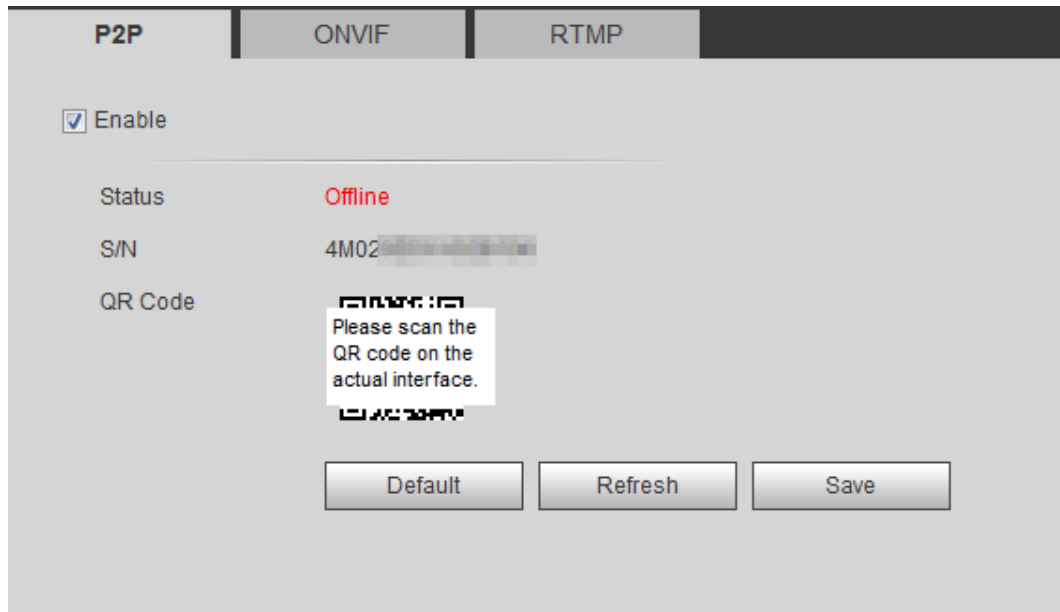 P2P ONVIF RTMP
Enable
Status Offline
S/N 4M02
QR Code
Please scan the
QR code on the
actual interface.
Default Refresh Save